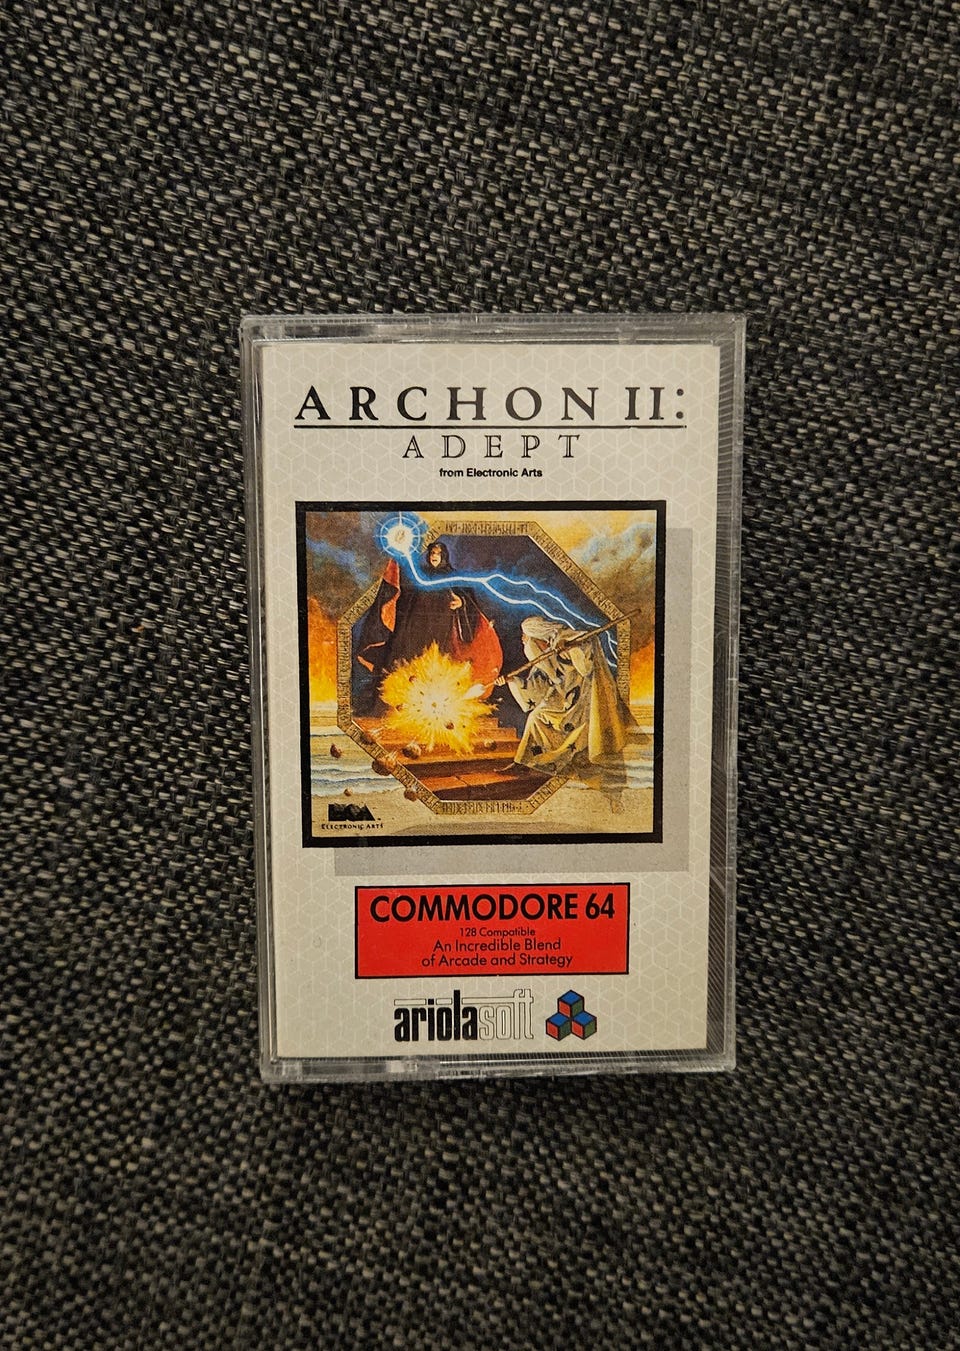 ARCHON II:
ADEPT
from Electronic Arts
ELECTRONIC ARTS
COMMODORE 64
128 Compatible
An Incredible Blend
of Arcade and Strategy
ariolasoft